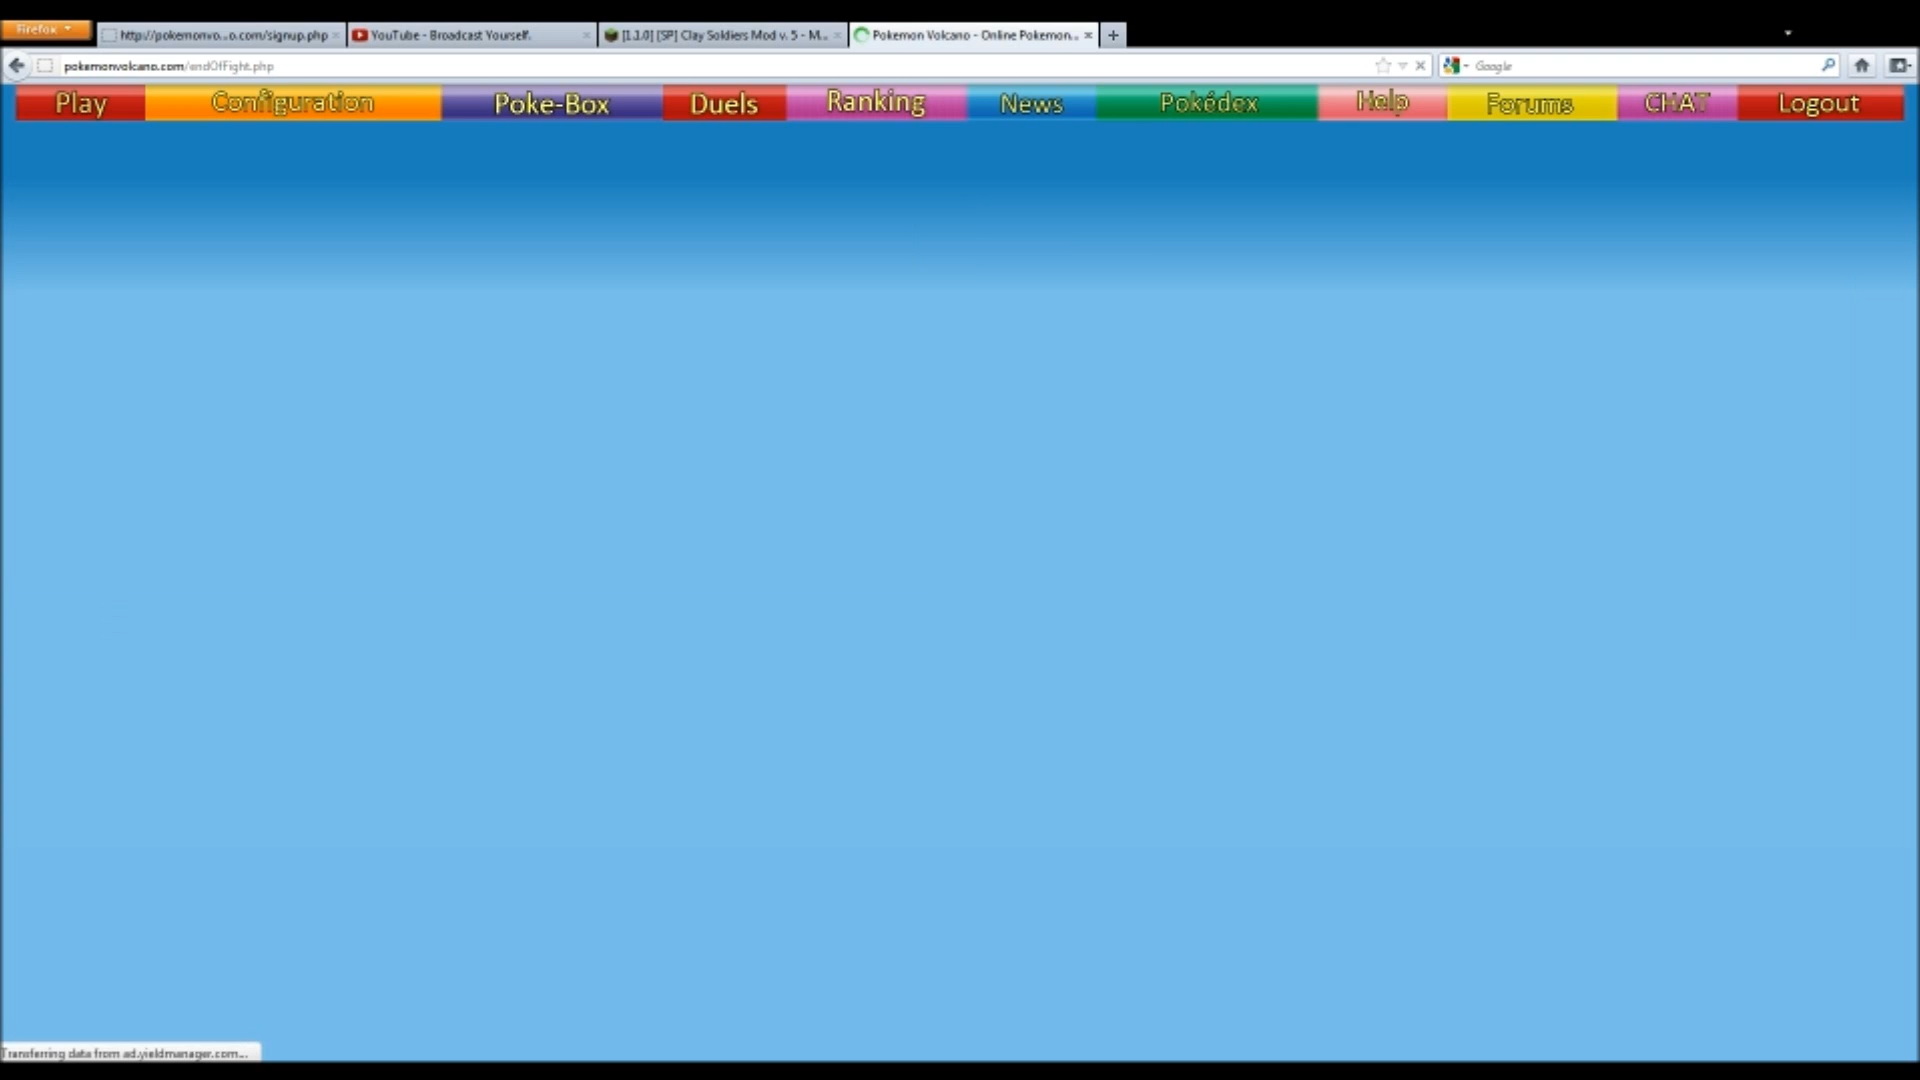 Firefox
http://pokemonvo...o.com/signup.php
YouTube - Broadcast Yourself.
[1.1.0] [SP] Clay Soldiers Mod v. 5 - M...
Pokemon Volcano - Online Pokemon...
pokemonvolcano.com/endOfFight.php
Google
Play
Configuration
Poke-Box
Duels
Ranking
News
Pokédex
Help
Forums
CHAT
Logout
Transferring data from ad.yieldmanager.com...